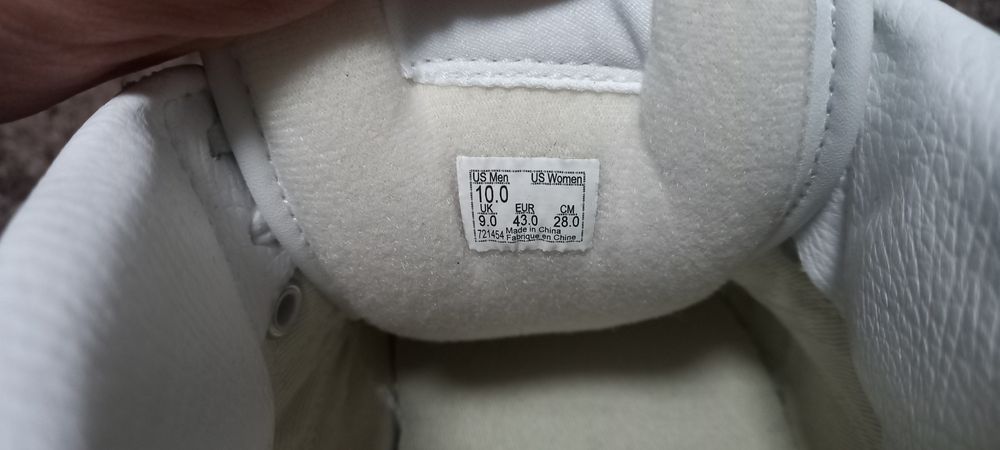 US Men US Women
10.0
UK EUR CM
9.0 43.0 28.0
721454 Made in China
Fabrique en Chine